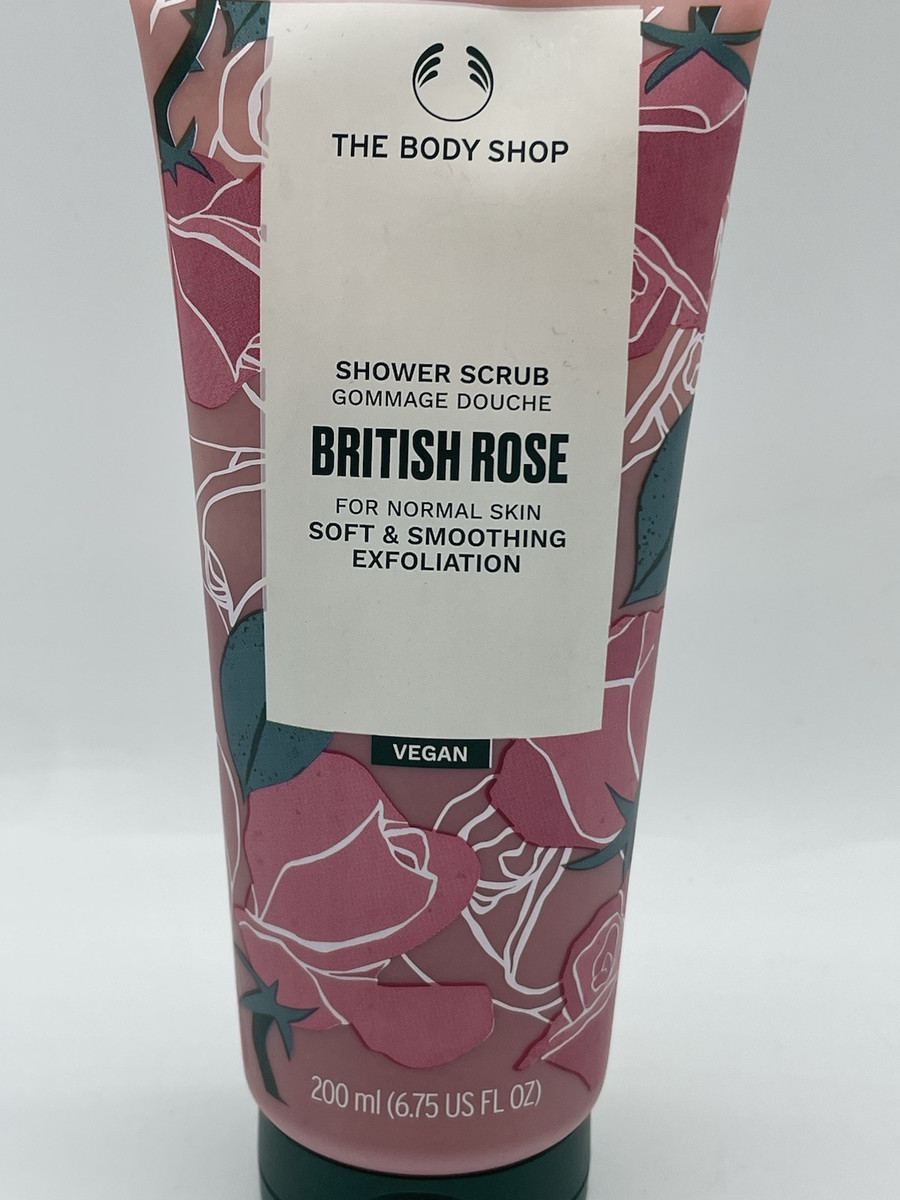 THE BODY SHOP
SHOWER SCRUB
GOMMAGE DOUCHE
BRITISH ROSE
FOR NORMAL SKIN
SOFT & SMOOTHING
EXFOLIATION
VEGAN
200 ml (6.75 US FL OZ)